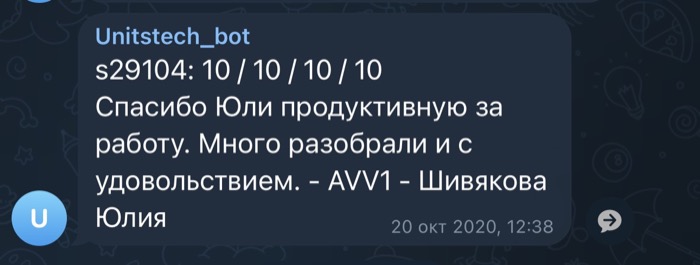 Unitstech_bot
s29104: 10 / 10 / 10 / 10
Спасибо Юли продуктивную за
работу. Много разобрали и с
удовольствием. - AVV1 - Шивякова
Юлия
U
20 окт 2020, 12:38